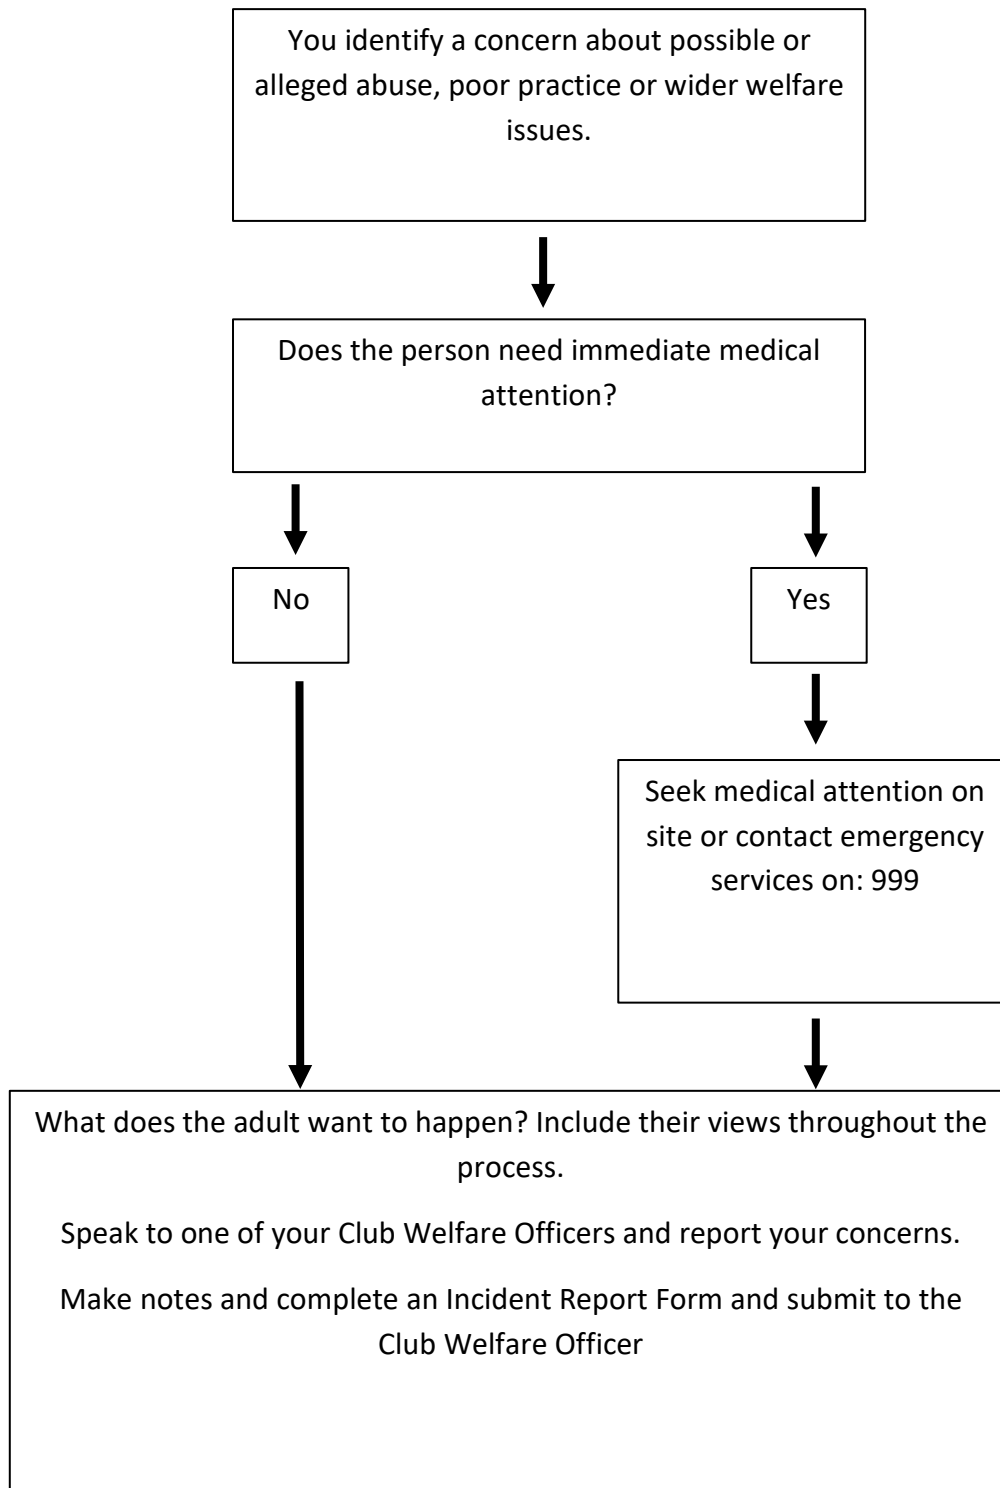 You identify a concern about possible or
alleged abuse, poor practice or wider welfare
issues.
Does the person need immediate medical
attention?
No
Yes
Seek medical attention on
site or contact emergency
services on: 999
What does the adult want to happen? Include their views throughout the
process.
Speak to one of your Club Welfare Officers and report your concerns.
Make notes and complete an Incident Report Form and submit to the
Club Welfare Officer